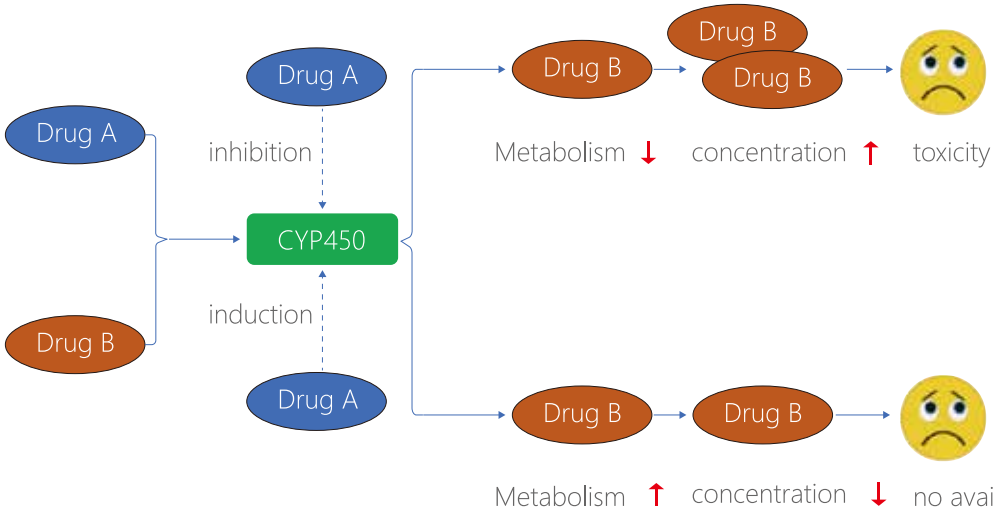 Drug A
Drug B
Drug A
inhibition
CYP450
induction
Drug A
Drug B
Drug B
Drug B
Metabolism ↓ concentration ↑ toxicity
Drug B
Drug B
Metabolism ↑ concentration ↓ no avai